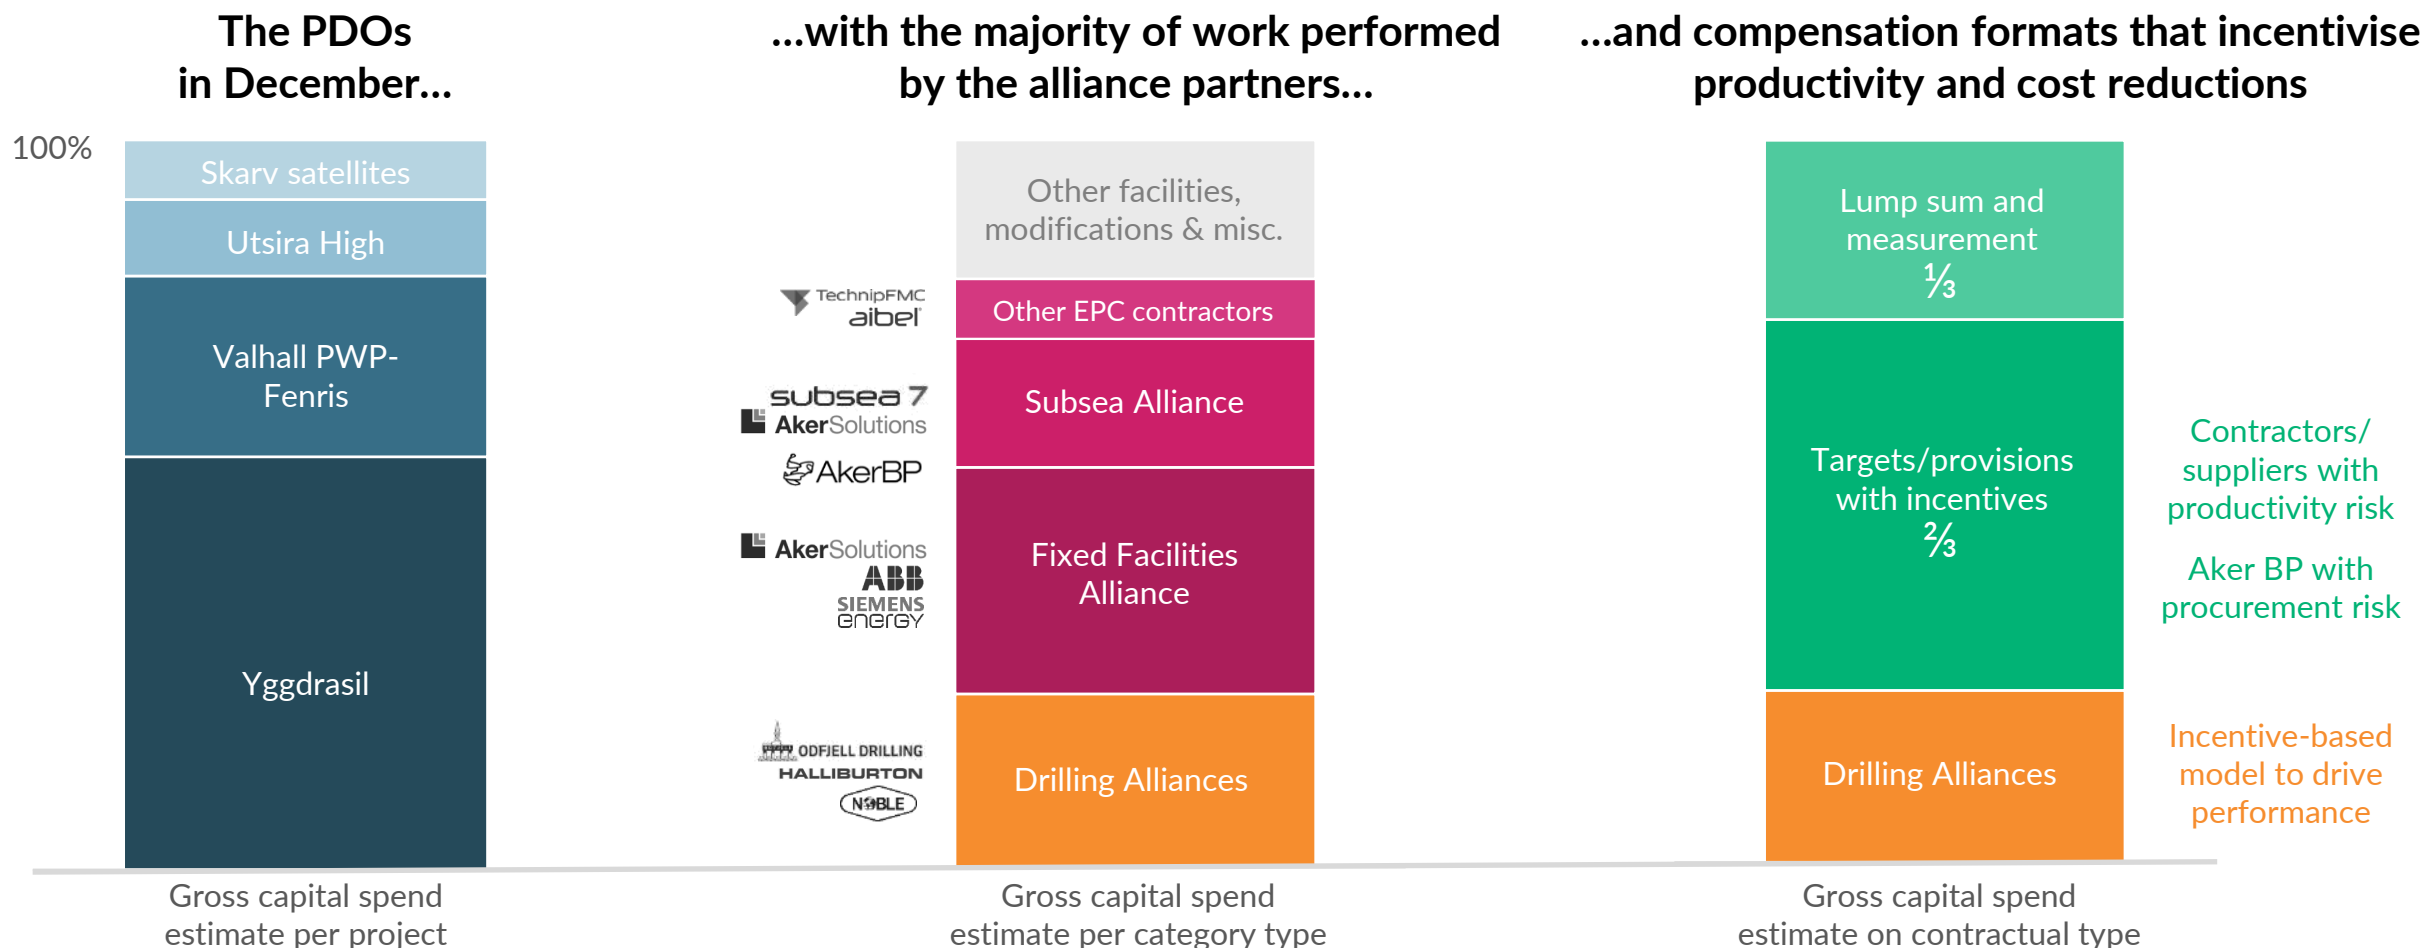 The PDOs
in December...
100%
Skarv satellites
Utsira High
Valhall PWP-
Fenris
Yggdrasil
Gross capital spend
estimate per project
...with the majority of work performed
by the alliance partners...
Other facilities,
modifications & misc.
TechnipFMC
aibel
Other EPC contractors
subsea 7
AkerSolutions
Subsea Alliance
AkerBP
AkerSolutions
ABB
SIEMENS
energy
Fixed Facilities
Alliance
ODFJELL DRILLING
HALLIBURTON
NOBLE
Drilling Alliances
Gross capital spend
estimate per category type
...and compensation formats that incentivise
productivity and cost reductions
Lump sum and
measurement
⅓
Targets/provisions
with incentives
⅔
Contractors/
suppliers with
productivity risk
Aker BP with
procurement risk
Drilling Alliances
Incentive-based
model to drive
performance
Gross capital spend
estimate on contractual type